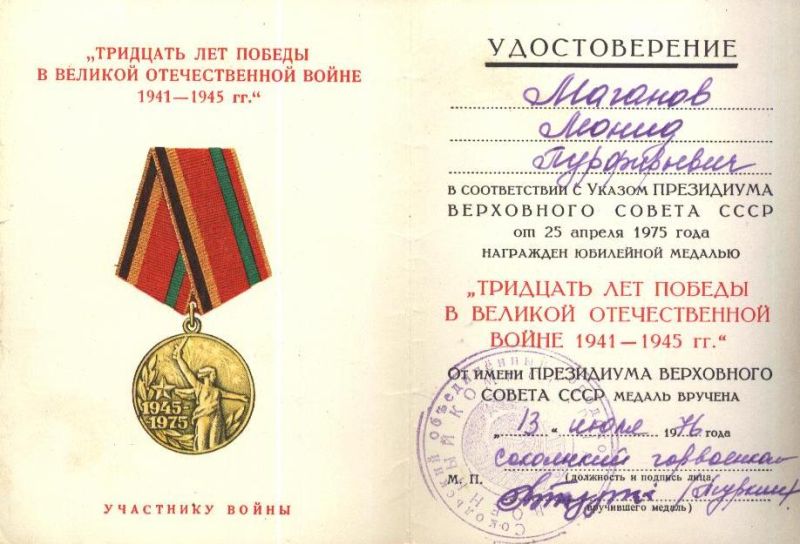 „ТРИДЦАТЬ ЛЕТ ПОБЕДЫ
В ВЕЛИКОЙ ОТЕЧЕСТВЕННОЙ ВОЙНЕ
1941—1945 гг.“
1945-
-1975
УЧАСТНИКУ ВОЙНЫ
УДОСТОВЕРЕНИЕ
Маганов
в соответствии с Указом ПРЕЗИДИУМА
ВЕРХОВНОГО СОВЕТА СССР
от 25 апреля 1975 года
НАГРАЖДЕН ЮБИЛЕЙНОЙ МЕДАЛЬЮ
„ТРИДЦАТЬ ЛЕТ ПОБЕДЫ
В ВЕЛИКОЙ ОТЕЧЕСТВЕННОЙ
ВОЙНЕ 1941—1945 гг.“
От имени ПРЕЗИДИУМА ВЕРХОВНОГО
СОВЕТА СССР медаль вручена
„13“ июля 1976 года
М. П. (должность и подпись лица,
вручившего медаль)
Сокольский объединённый